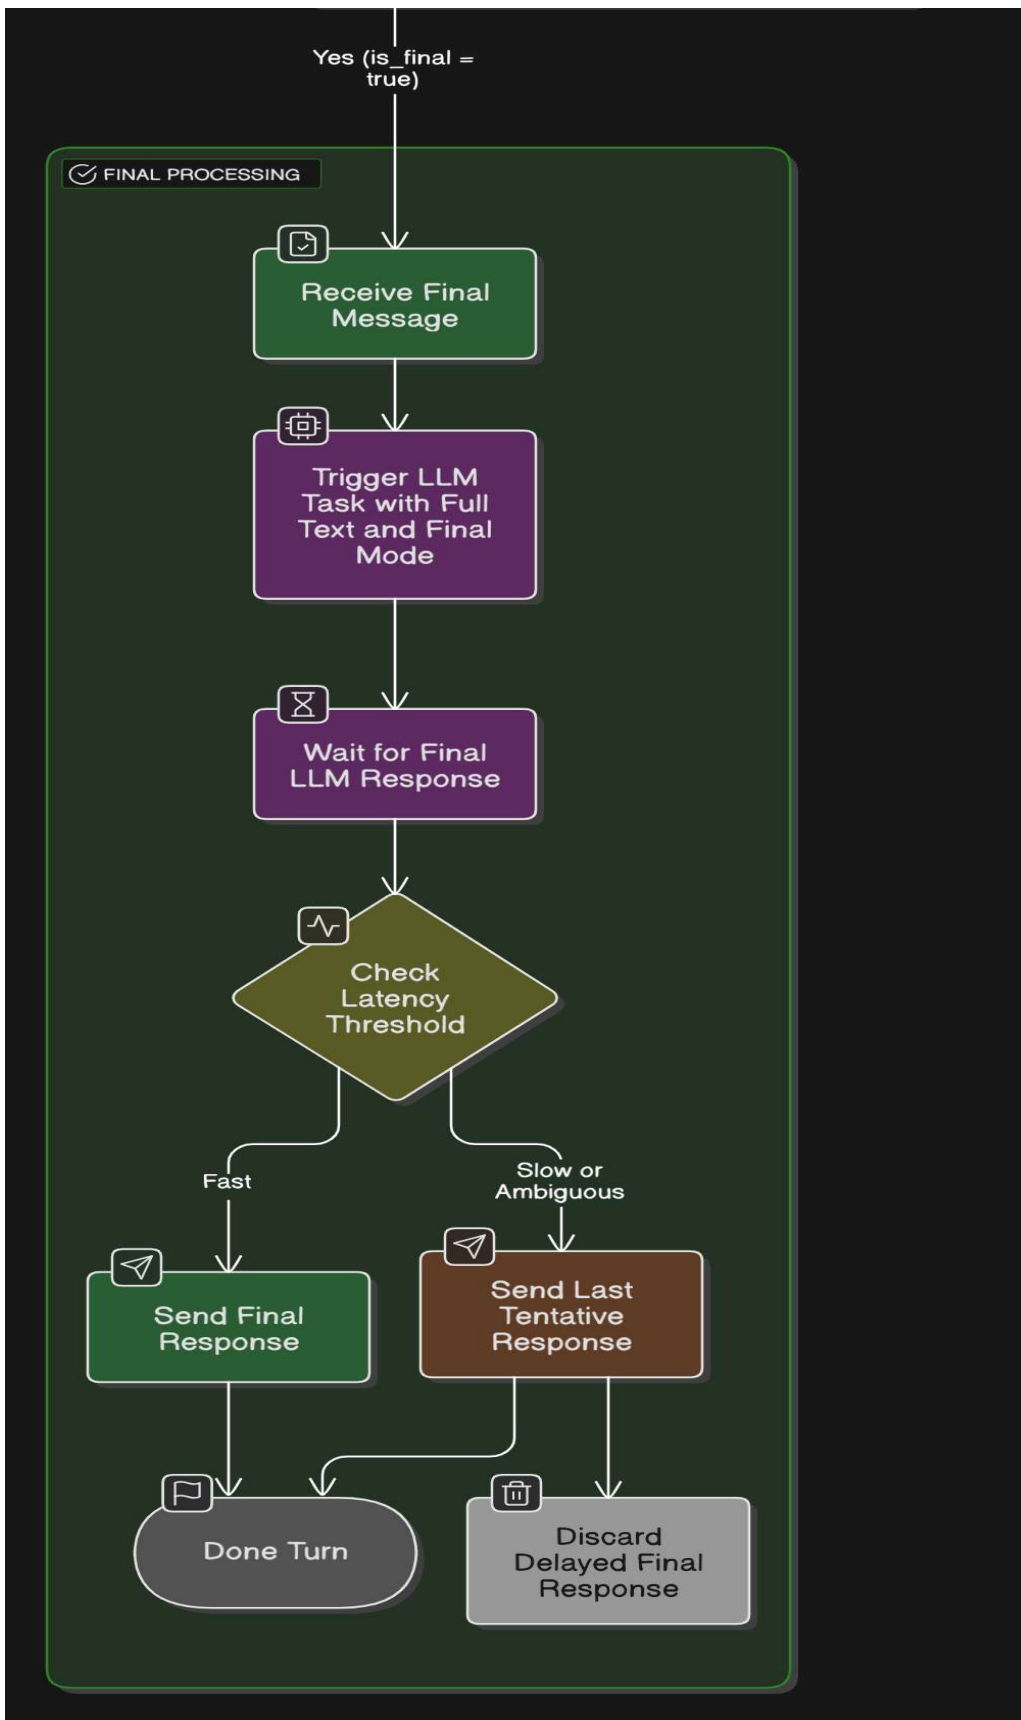 Yes (is_final =
true)
FINAL PROCESSING
Receive Final
Message
Trigger LLM
Task with Full
Text and Final
Mode
Wait for Final
LLM Response
Check
Latency
Threshold
Fast
Slow or
Ambiguous
Send Final
Response
Send Last
Tentative
Response
Done Turn
Discard
Delayed Final
Response